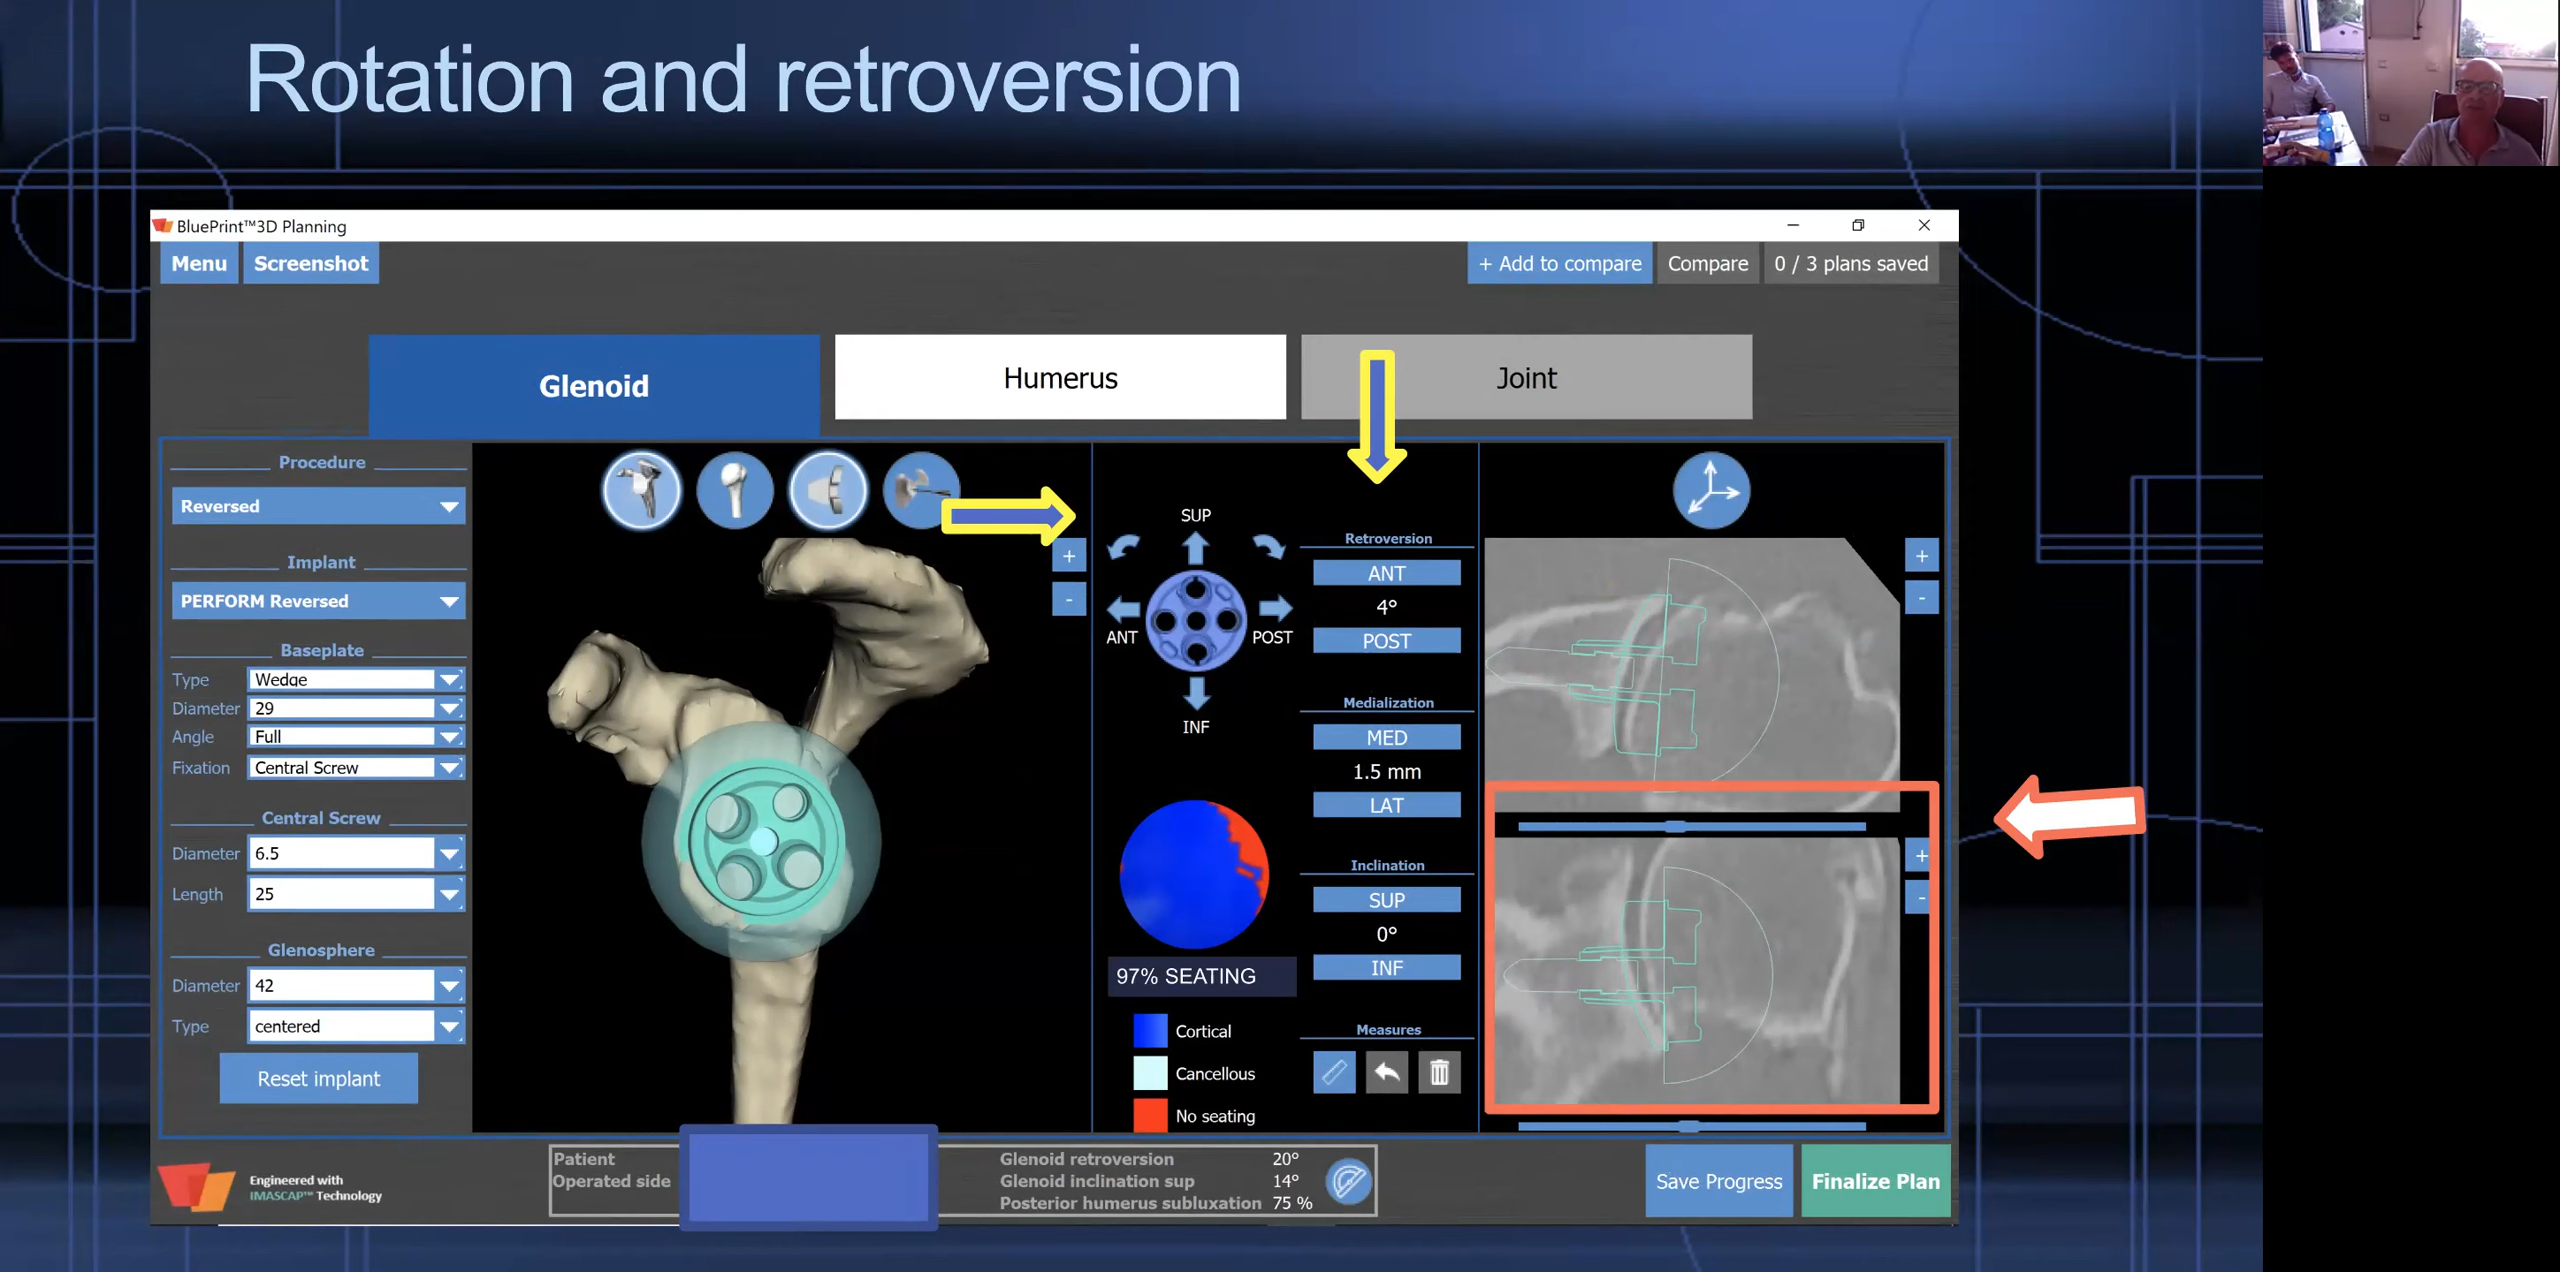 Rotation and retroversion
BluePrint™3D Planning
Menu
Screenshot
+ Add to compare
Compare
0 / 3 plans saved
Glenoid
Humerus
Joint
Procedure
Reversed
Implant
PERFORM Reversed
Baseplate
Type
Wedge
Diameter
29
Angle
Full
Fixation
Central Screw
Central Screw
Diameter
6.5
Length
25
Glenosphere
Diameter
42
Type
centered
Reset implant
+
-
SUP
ANT
POST
INF
97% SEATING
Cortical
Cancellous
No seating
Retroversion
ANT
4°
POST
Medialization
MED
1.5 mm
LAT
Inclination
SUP
0°
INF
Measures
+
-
+
-
Engineered with
IMASCAP™ Technology
Patient
Operated side
Glenoid retroversion 20°
Glenoid inclination sup 14°
Posterior humerus subluxation 75 %
Save Progress
Finalize Plan